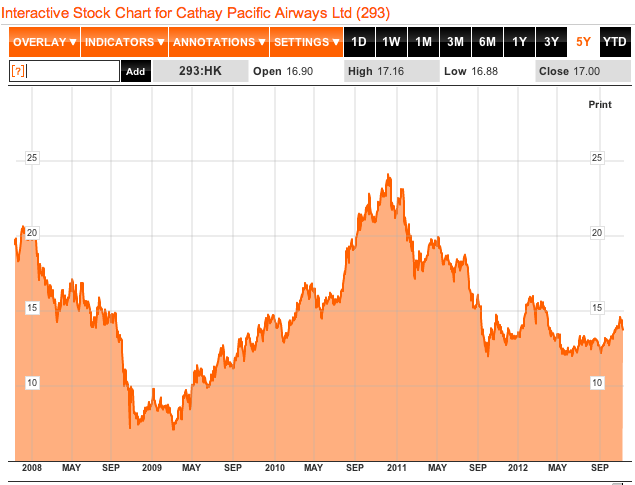 Interactive Stock Chart for Cathay Pacific Airways Ltd (293)
OVERLAY ▼ INDICATORS ▼ ANNOTATIONS ▼ SETTINGS ▼ 1D 1W 1M 3M 6M 1Y 3Y 5Y YTD
[?] Add 293:HK Open 16.90 High 17.16 Low 16.88 Close 17.00
Print
25 25
20 20
15 15
10 10
2008 MAY SEP 2009 MAY SEP 2010 MAY SEP 2011 MAY SEP 2012 MAY SEP